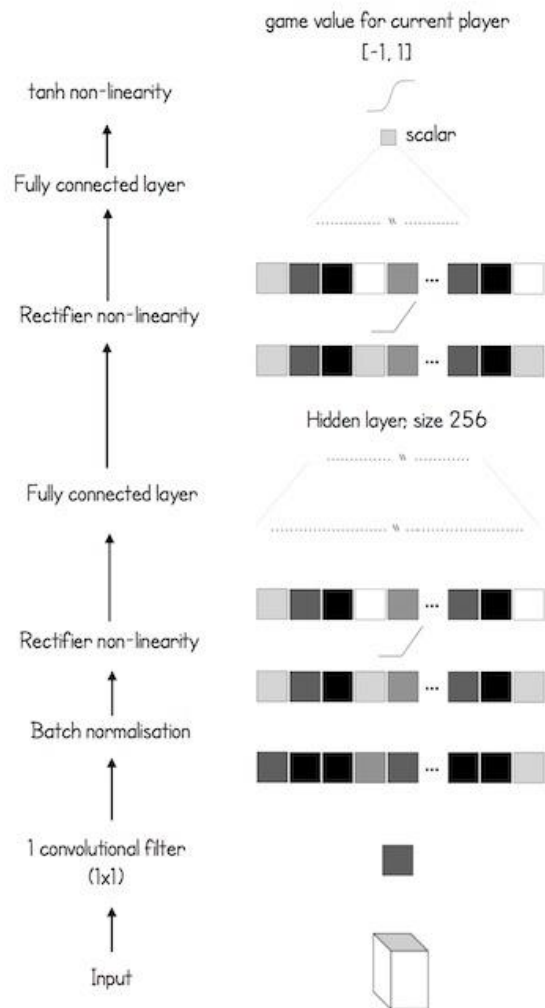 game value for current player
[-1, 1]
tanh non-linearity
scalar
Fully connected layer
Rectifier non-linearity
Hidden layer, size 256
Fully connected layer
Rectifier non-linearity
Batch normalisation
1 convolutional filter
(1x1)
Input